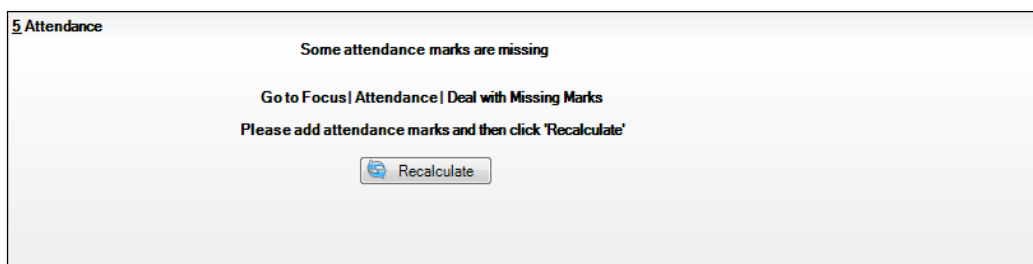 5 Attendance
Some attendance marks are missing
Go to Focus | Attendance | Deal with Missing Marks
Please add attendance marks and then click 'Recalculate'
Recalculate